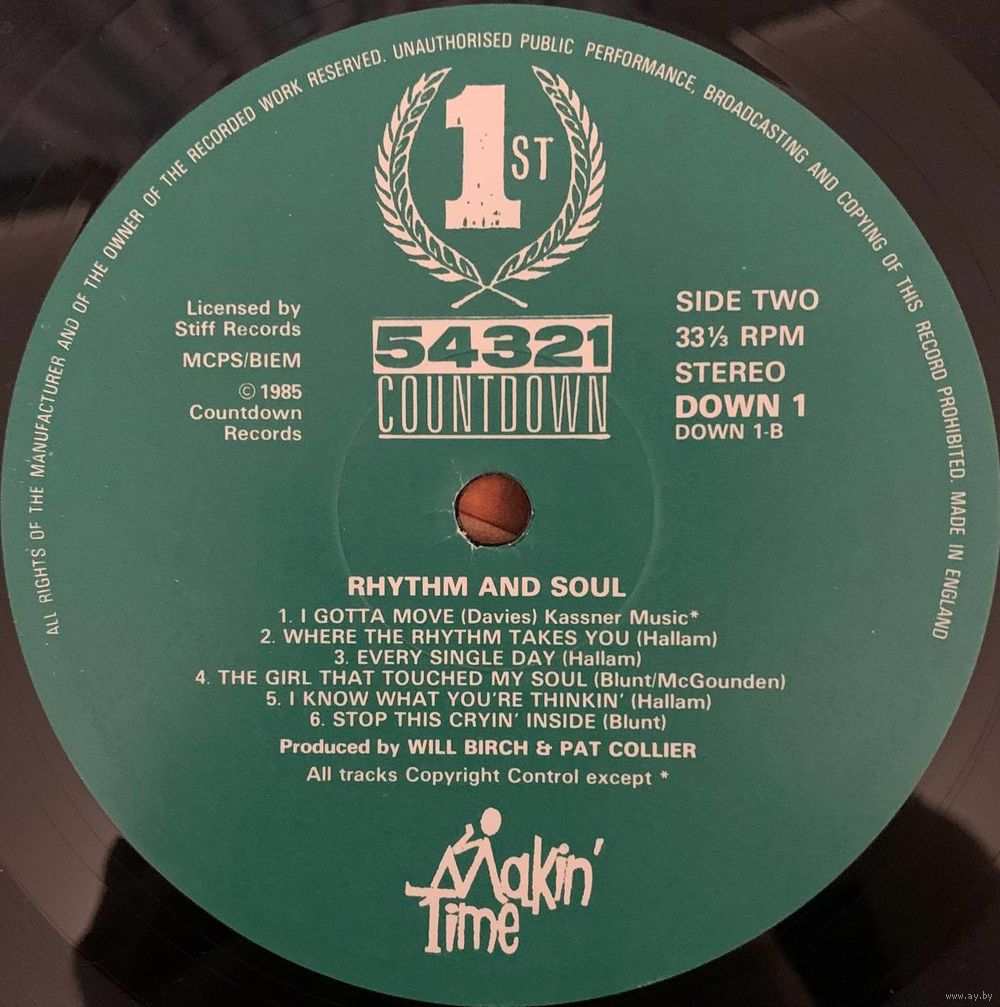 ALL RIGHTS OF THE MANUFACTURER AND OF THE OWNER OF THE RECORDED WORK RESERVED. UNAUTHORISED PUBLIC PERFORMANCE, BROADCASTING AND COPYING OF THIS RECORD PROHIBITED. MADE IN ENGLAND
1ST
54321
COUNTDOWN
Licensed by
Stiff Records
MCPS/BIEM
© 1985
Countdown
Records
SIDE TWO
33⅓ RPM
STEREO
DOWN 1
DOWN 1-B
RHYTHM AND SOUL
1. I GOTTA MOVE (Davies) Kassner Music*
2. WHERE THE RHYTHM TAKES YOU (Hallam)
3. EVERY SINGLE DAY (Hallam)
4. THE GIRL THAT TOUCHED MY SOUL (Blunt/McGounden)
5. I KNOW WHAT YOU'RE THINKIN' (Hallam)
6. STOP THIS CRYIN' INSIDE (Blunt)
Produced by WILL BIRCH & PAT COLLIER
All tracks Copyright Control except *
Makin'
Time
www.ay.by